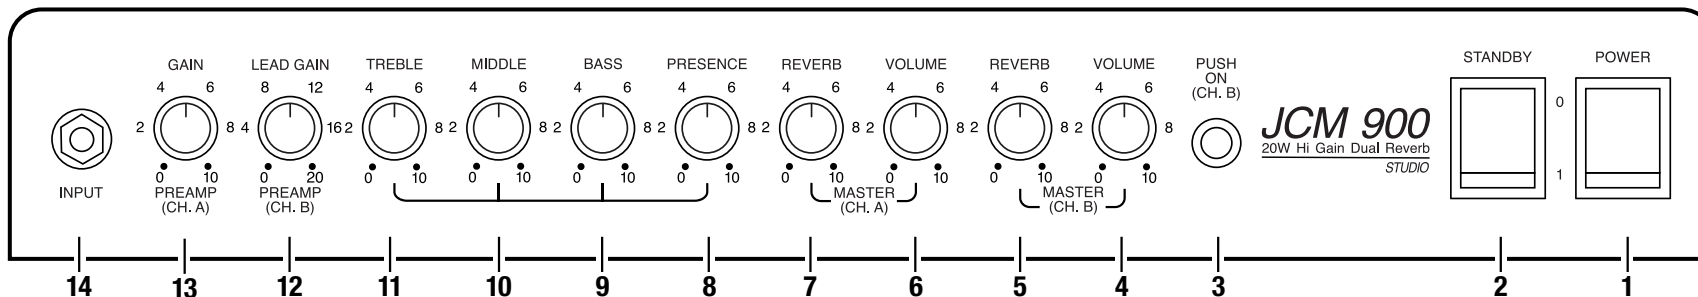 GAIN LEAD GAIN TREBLE MIDDLE BASS PRESENCE REVERB VOLUME REVERB VOLUME PUSH ON (CH. B) STANDBY POWER
4 6 8 12 4 6 4 6 4 6 4 6 4 6 4 6 4 6 4 6
2 8 4 16 2 8 2 8 2 8 2 8 2 8 2 8 2 8 2 8
0 10 0 20 0 10 0 10 0 10 0 10 0 10 0 10 0 10 0 10
INPUT
PREAMP (CH. A)
PREAMP (CH. B)
MASTER (CH. A)
MASTER (CH. B)
JCM 900
20W Hi Gain Dual Reverb
STUDIO
0
1
14 13 12 11 10 9 8 7 6 5 4 3 2 1